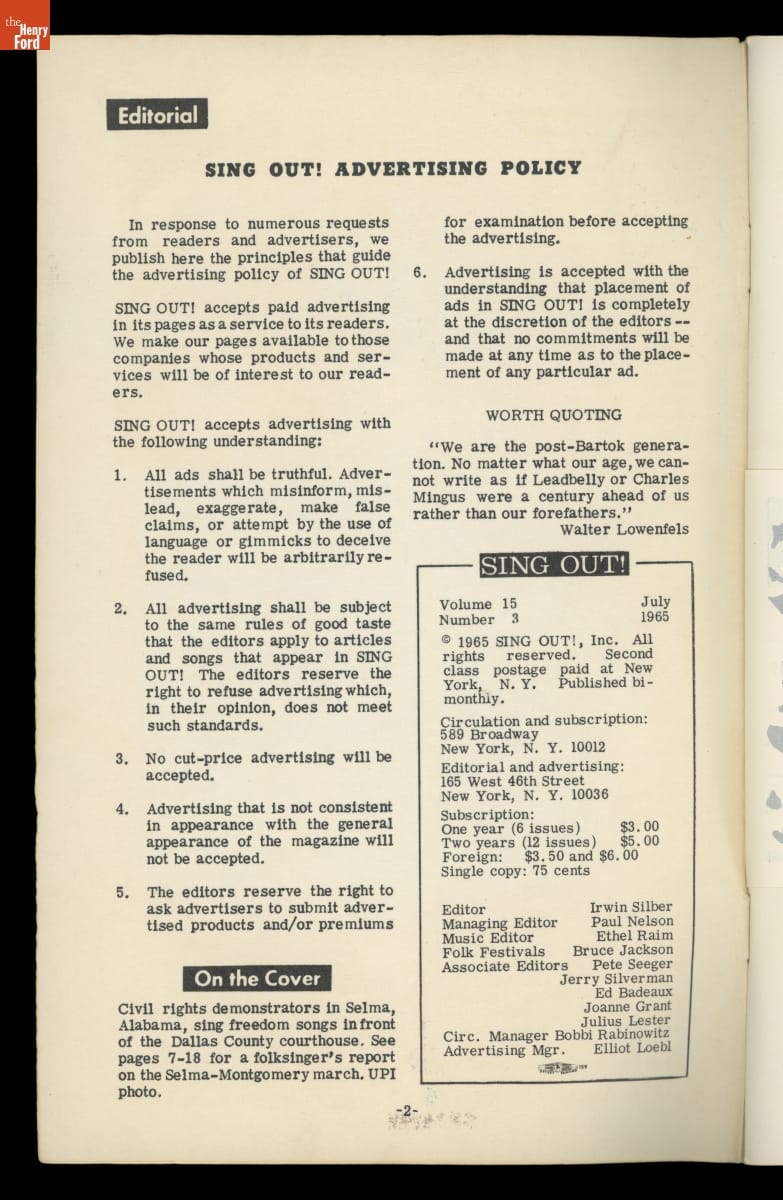 the
Henry
Ford
Editorial
SING OUT! ADVERTISING POLICY
In response to numerous requests
from readers and advertisers, we
publish here the principles that guide
the advertising policy of SING OUT!
SING OUT! accepts paid advertising
in its pages as a service to its readers.
We make our pages available to those
companies whose products and ser-
vices will be of interest to our read-
ers.
SING OUT! accepts advertising with
the following understanding:
1. All ads shall be truthful. Adver-
tisements which misinform, mis-
lead, exaggerate, make false
claims, or attempt by the use of
language or gimmicks to deceive
the reader will be arbitrarily re-
fused.
2. All advertising shall be subject
to the same rules of good taste
that the editors apply to articles
and songs that appear in SING
OUT! The editors reserve the
right to refuse advertising which,
in their opinion, does not meet
such standards.
3. No cut-price advertising will be
accepted.
4. Advertising that is not consistent
in appearance with the general
appearance of the magazine will
not be accepted.
5. The editors reserve the right to
ask advertisers to submit adver-
tised products and/or premiums
for examination before accepting
the advertising.
6. Advertising is accepted with the
understanding that placement of
ads in SING OUT! is completely
at the discretion of the editors --
and that no commitments will be
made at any time as to the place-
ment of any particular ad.
On the Cover
Civil rights demonstrators in Selma,
Alabama, sing freedom songs in front
of the Dallas County courthouse. See
pages 7-18 for a folksinger's report
on the Selma-Montgomery march. UPI
photo.
WORTH QUOTING
"We are the post-Bartok genera-
tion. No matter what our age, we can-
not write as if Leadbelly or Charles
Mingus were a century ahead of us
rather than our forefathers."
Walter Lowenfels
SING OUT!
Volume 15 July
Number 3 1965
© 1965 SING OUT!, Inc. All
rights reserved. Second
class postage paid at New
York, N. Y. Published bi-
monthly.
Circulation and subscription:
589 Broadway
New York, N. Y. 10012
Editorial and advertising:
165 West 46th Street
New York, N. Y. 10036
Subscription:
One year (6 issues) $3.00
Two years (12 issues) $5.00
Foreign: $3.50 and $6.00
Single copy: 75 cents
Editor Irwin Silber
Managing Editor Paul Nelson
Music Editor Ethel Raim
Folk Festivals Bruce Jackson
Associate Editors Pete Seeger
Jerry Silverman
Ed Badeaux
Joanne Grant
Julius Lester
Circ. Manager Bobbi Rabinowitz
Advertising Mgr. Elliot Loebl
-2-